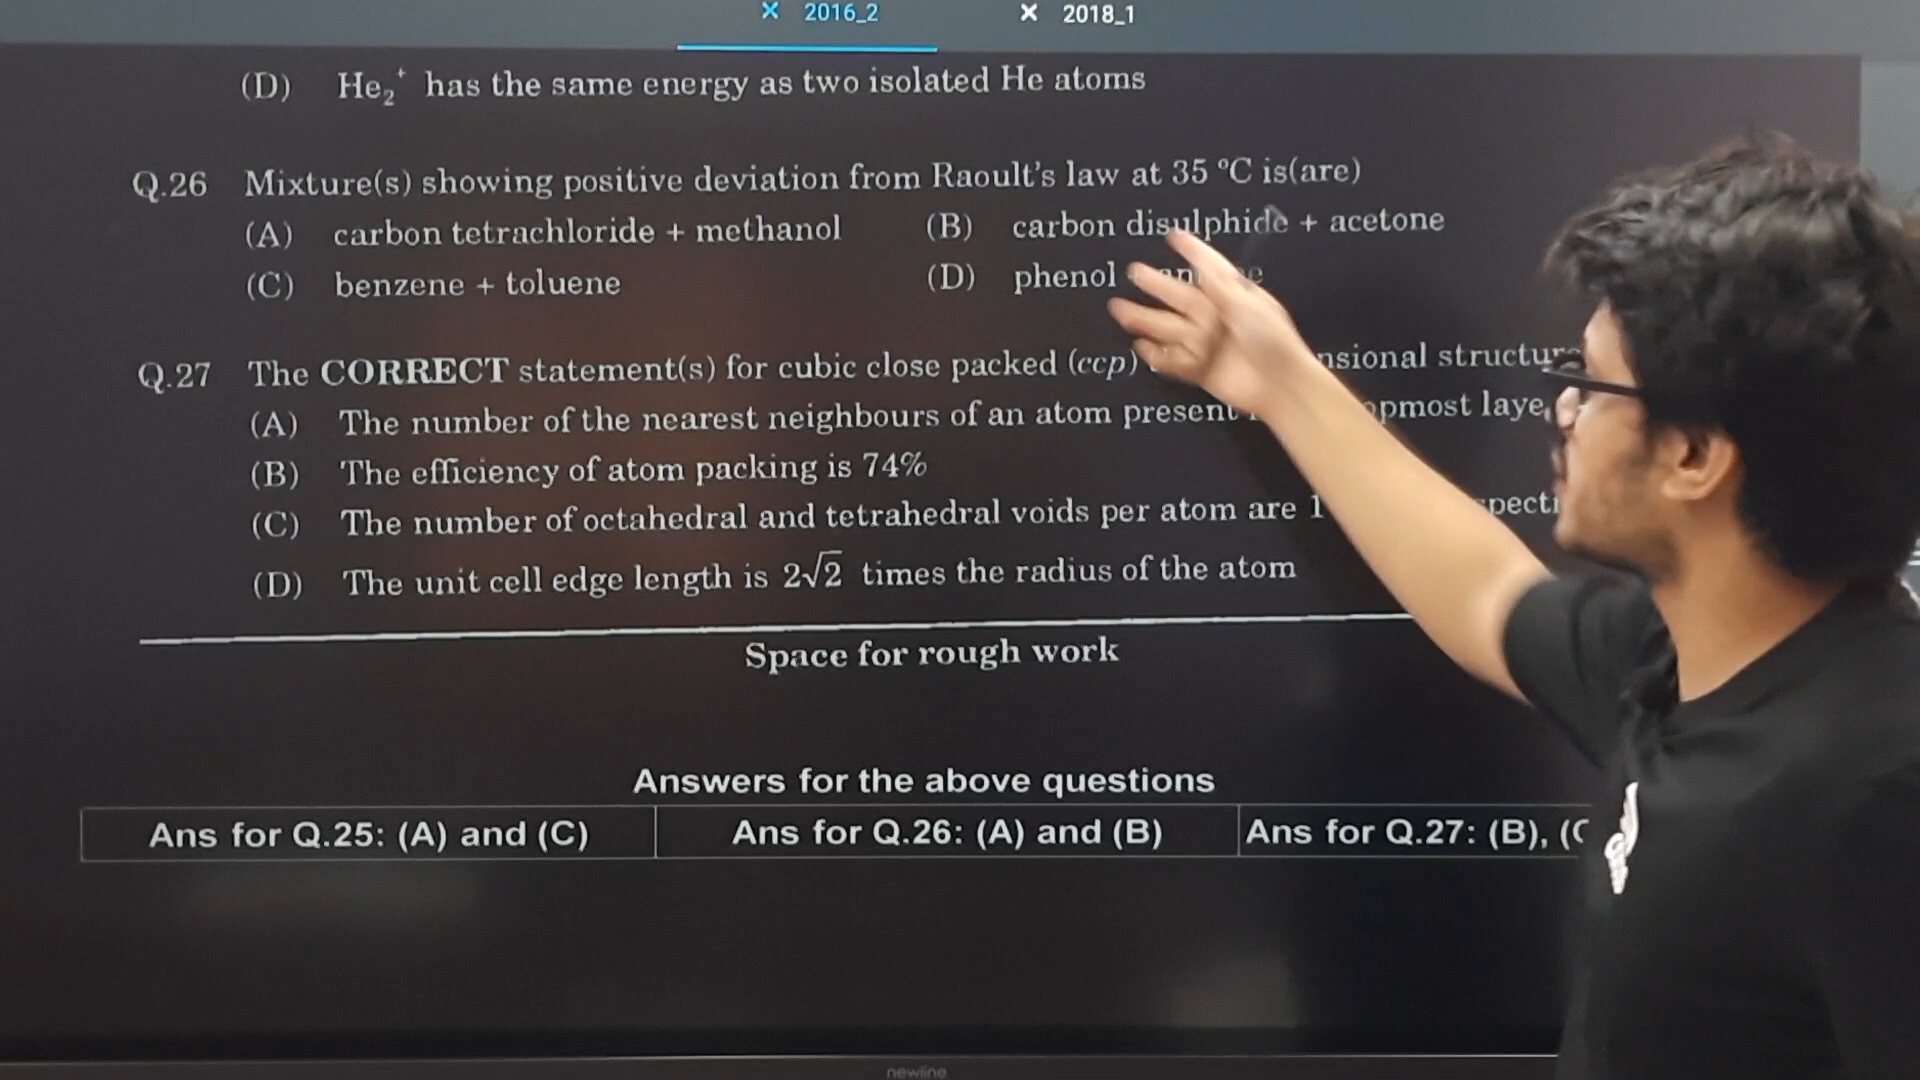 2016_2
2018_1
(D) He₂⁺ has the same energy as two isolated He atoms
Q.26 Mixture(s) showing positive deviation from Raoult's law at 35 °C is(are)
(A) carbon tetrachloride + methanol (B) carbon disulphide + acetone
(C) benzene + toluene (D) phenol
Q.27 The CORRECT statement(s) for cubic close packed (ccp) structure
(A) The number of the nearest neighbours of an atom present
(B) The efficiency of atom packing is 74%
(C) The number of octahedral and tetrahedral voids per atom are 1
(D) The unit cell edge length is 2√2 times the radius of the atom
Space for rough work
Answers for the above questions
Ans for Q.25: (A) and (C) Ans for Q.26: (A) and (B) Ans for Q.27: (B),
newline